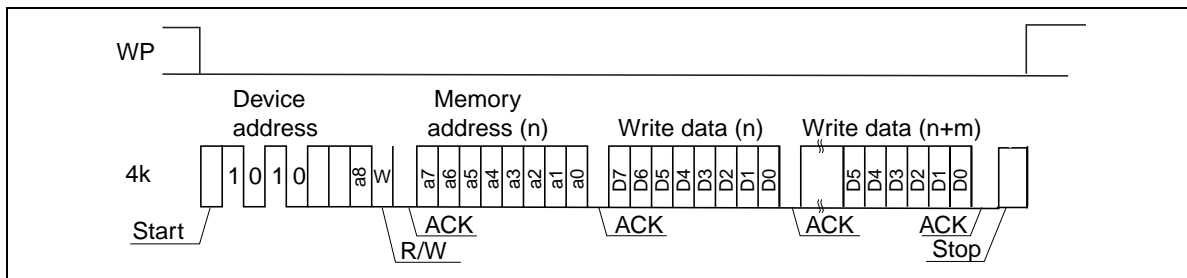 WP
Device address
Memory address (n)
Write data (n)
Write data (n+m)
4k
1 0 1 0 a8 W a7 a6 a5 a4 a3 a2 a1 a0 D7 D6 D5 D4 D3 D2 D1 D0 D5 D4 D3 D2 D1 D0
Start
R/W
ACK
ACK
ACK
ACK
Stop